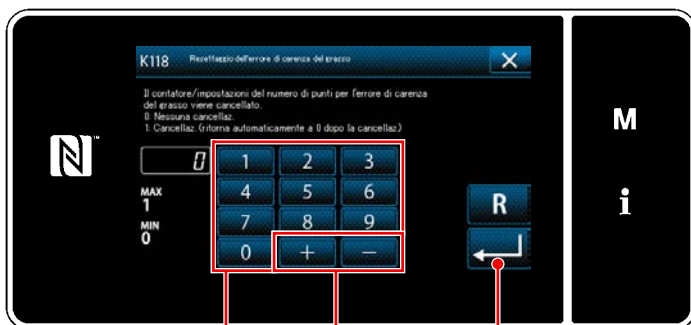 K118 Resettaggio dell'errore di carenza del grasso
Il contatore/impostazioni del numero di punti per l'errore di carenza
del grasso viene cancellato.
0: Nessuna cancellaz.
1: Cancellaz. (ritorna automaticamente a 0 dopo la cancellaz.)
0
1 2 3
MAX
1
4 5 6
MIN
0
7 8 9
0 + −
R
M
i
N